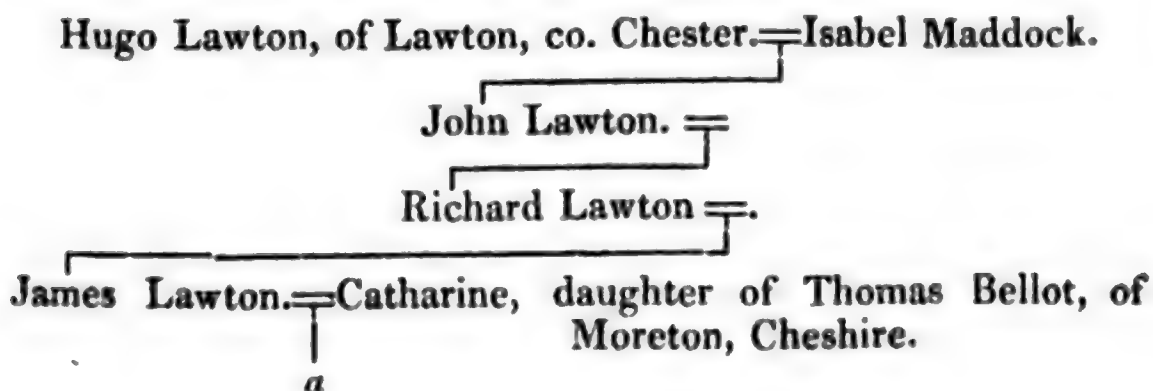 Hugo Lawton, of Lawton, co. Chester.=Isabel Maddock.
John Lawton. =
Richard Lawton =.
James Lawton.=Catharine, daughter of Thomas Bellot, of
Moreton, Cheshire.
a